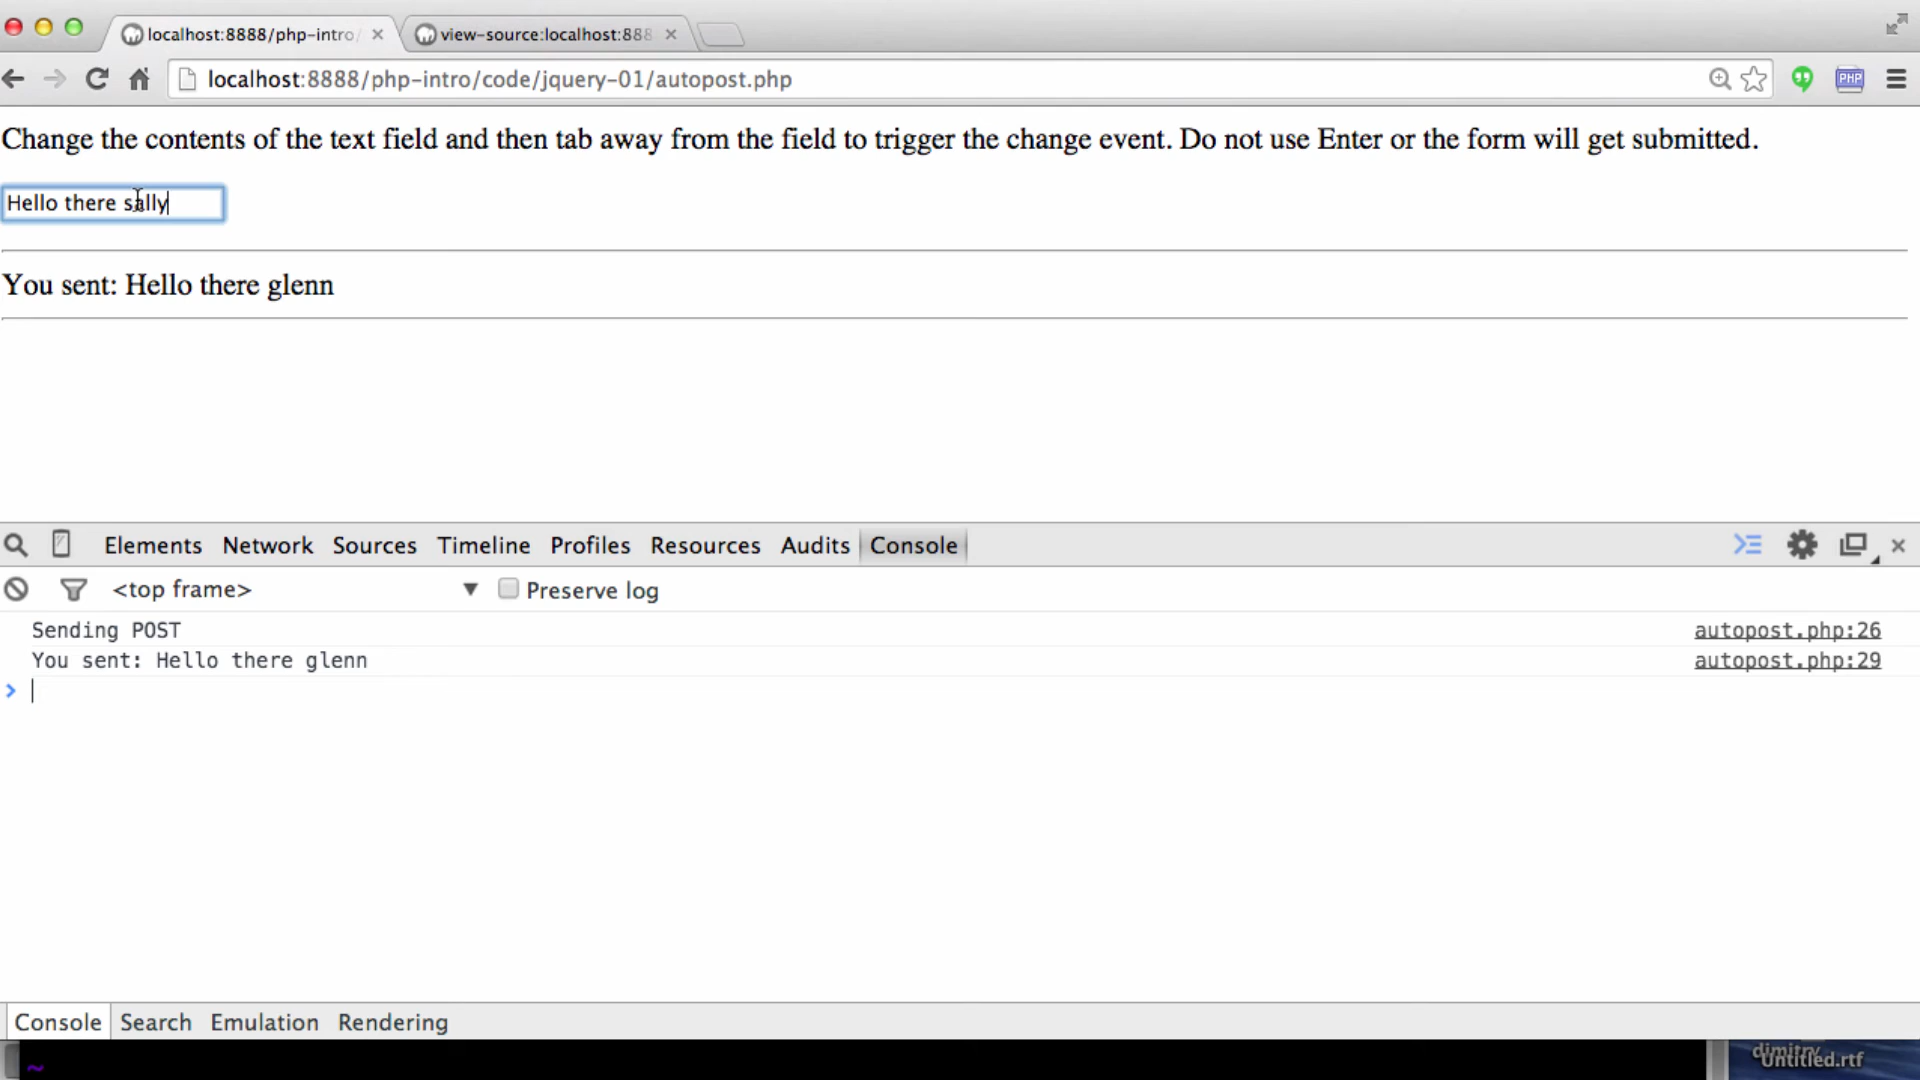 localhost:8888/php-intro/
view-source:localhost:888
localhost:8888/php-intro/code/jquery-01/autopost.php
PHP
Change the contents of the text field and then tab away from the field to trigger the change event. Do not use Enter or the form will get submitted.
Hello there sally
You sent: Hello there glenn
Elements Network Sources Timeline Profiles Resources Audits Console
<top frame> Preserve log
Sending POST autopost.php:26
You sent: Hello there glenn autopost.php:29
>
Console Search Emulation Rendering
~
dimitry
Untitled.rtf